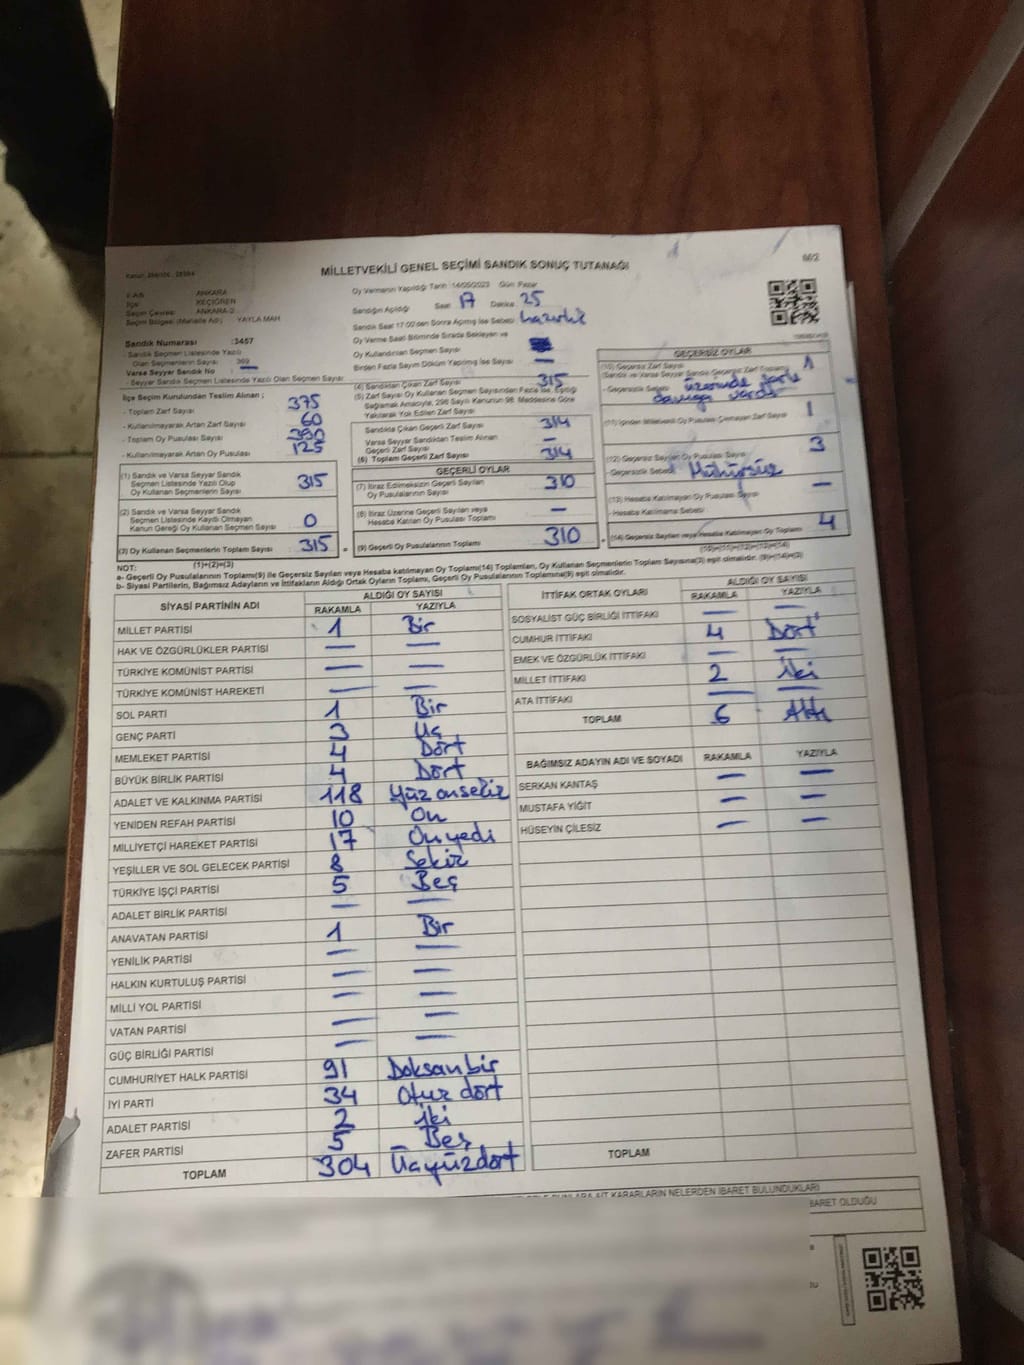 MİLLETVEKİLİ GENEL SEÇİMİ SANDIK SONUÇ TUTANAĞI
ANKARA
İlçe KEÇİÖREN
Seçim Çevresi ANKARA-2
Seçim Bölgesi (Mahalle Adı) YAYLA MAH
Sandık Numarası :3457
- Sandık Seçmen Listesinde Yazılı
Olan Seçmenlerin Sayısı 369
Varsa Seyyar Sandık No : —
- Seyyar Sandık Seçmen Listesinde Yazılı Olan Seçmen Sayısı
Oy Vermenin Yapıldığı Tarih 14/05/2023 Gün Pazar
Sandığın Açıldığı Saat 17 Dakika 25
Sandık Saat 17:00'den Sonra Açılmış İse Sebebi hazırlık
Oy Verme Saati Bitiminde Sırada Bekleyen ve
Oy Kullandırılan Seçmen Sayısı
Birden Fazla Sayım Döküm Yapılmış İse Sayısı —
İlçe Seçim Kurulundan Teslim Alınan ;
- Toplam Zarf Sayısı 375
- Kullanılmayarak Artan Zarf Sayısı 60
- Toplam Oy Pusulası Sayısı
- Kullanılmayarak Artan Oy Pusulası 125
(1) Sandık ve Varsa Seyyar Sandık
Seçmen Listesinde Yazılı Olup
Oy Kullanan Seçmenlerin Sayısı 315
(2) Sandık ve Varsa Seyyar Sandık
Seçmen Listesinde Kayıtlı Olmayan
Kanun Gereği Oy Kullanan Seçmen Sayısı 0
(3) Oy Kullanan Seçmenlerin Toplam Sayısı 315
(1)+(2)=(3)
(4) Sandıktan Çıkan Zarf Sayısı 315
(5) Zarf Sayısı Oy Kullanan Seçmen Sayısından Fazla İse, Eşitliği
Sağlamak Amacıyla, 298 Sayılı Kanunun 98. Maddesine Göre
Yakılarak Yok Edilen Zarf Sayısı
Sandıkta Çıkan Geçerli Zarf Sayısı 314
Varsa Seyyar Sandıktan Teslim Alınan
Geçerli Zarf Sayısı —
(6) Toplam Geçerli Zarf Sayısı 314
GEÇERLİ OYLAR
(7) İtiraz Edilmeksizin Geçerli Sayılan
Oy Pusulalarının Sayısı 310
(8) İtiraz Üzerine Geçerli Sayılan veya
Hesaba Katılan Oy Pusulası Toplamı —
(9) Geçerli Oy Pusulalarının Toplamı 310
GEÇERSİZ OYLAR
(10) Geçersiz Zarf Sayısı 1
(Sandık ve Varsa Seyyar Sandık Geçersiz Zarf Toplamı)
- Geçersizlik Sebebi üzerinde
damga vardı
(11) İçinden Milletvekili Oy Pusulası Çıkmayan Zarf Sayısı 1
(12) Geçersiz Sayılan Oy Pusulası Sayısı 3
- Geçersizlik Sebebi Mühürsüz
(13) Hesaba Katılmayan Oy Pusulası Sayısı —
- Hesaba Katılmama Sebebi
(14) Geçersiz Sayılan veya Hesaba Katılmayan Oy Toplamı 4
(10)+(11)+(12)+(13)=(14)
NOT:
a- Geçerli Oy Pusulalarının Toplamı(9) ile Geçersiz Sayılan veya Hesaba katılmayan Oy Toplamı(14) Toplamları, Oy Kullanan Seçmenlerin Toplam Sayısına(3) eşit olmalıdır. (9)+(14)=(3)
b- Siyasi Partilerin, Bağımsız Adayların ve İttifakların Aldığı Ortak Oyların Toplamı, Geçerli Oy Pusulalarının Toplamına(9) eşit olmalıdır.
SİYASİ PARTİNİN ADI ALDIĞI OY SAYISI
RAKAMLA YAZIYLA
MİLLET PARTİSİ 1 Bir
HAK VE ÖZGÜRLÜKLER PARTİSİ — —
TÜRKİYE KOMÜNİST PARTİSİ — —
TÜRKİYE KOMÜNİST HAREKETİ — —
SOL PARTİ 1 Bir
GENÇ PARTİ 3 Üç
MEMLEKET PARTİSİ 4 Dört
BÜYÜK BİRLİK PARTİSİ 4 Dört
ADALET VE KALKINMA PARTİSİ 118 Yüz onsekiz
YENİDEN REFAH PARTİSİ 10 On
MİLLİYETÇİ HAREKET PARTİSİ 17 Onyedi
YEŞİLLER VE SOL GELECEK PARTİSİ 8 Sekiz
TÜRKİYE İŞÇİ PARTİSİ 5 Beş
ADALET BİRLİK PARTİSİ — —
ANAVATAN PARTİSİ 1 Bir
YENİLİK PARTİSİ — —
HALKIN KURTULUŞ PARTİSİ — —
MİLLİ YOL PARTİSİ — —
VATAN PARTİSİ — —
GÜÇ BİRLİĞİ PARTİSİ — —
CUMHURİYET HALK PARTİSİ 91 Doksanbir
İYİ PARTİ 34 Otuz dört
ADALET PARTİSİ 2 İki
ZAFER PARTİSİ 5 Beş
TOPLAM 304 Üçyüzdört
İTTİFAK ORTAK OYLARI ALDIĞI OY SAYISI
RAKAMLA YAZIYLA
SOSYALİST GÜÇ BİRLİĞİ İTTİFAKI — —
CUMHUR İTTİFAKI 4 Dört
EMEK VE ÖZGÜRLÜK İTTİFAKI — —
MİLLET İTTİFAKI 2 İki
ATA İTTİFAKI — —
TOPLAM 6 Altı
BAĞIMSIZ ADAYIN ADI VE SOYADI RAKAMLA YAZIYLA
SERKAN KANTAŞ — —
MUSTAFA YİĞİT — —
HÜSEYİN ÇİLESİZ — —
TOPLAM
BUNLARA AİT KARARLARIN NELERDEN İBARET BULUNDUKLARI
BARET OLDUĞU